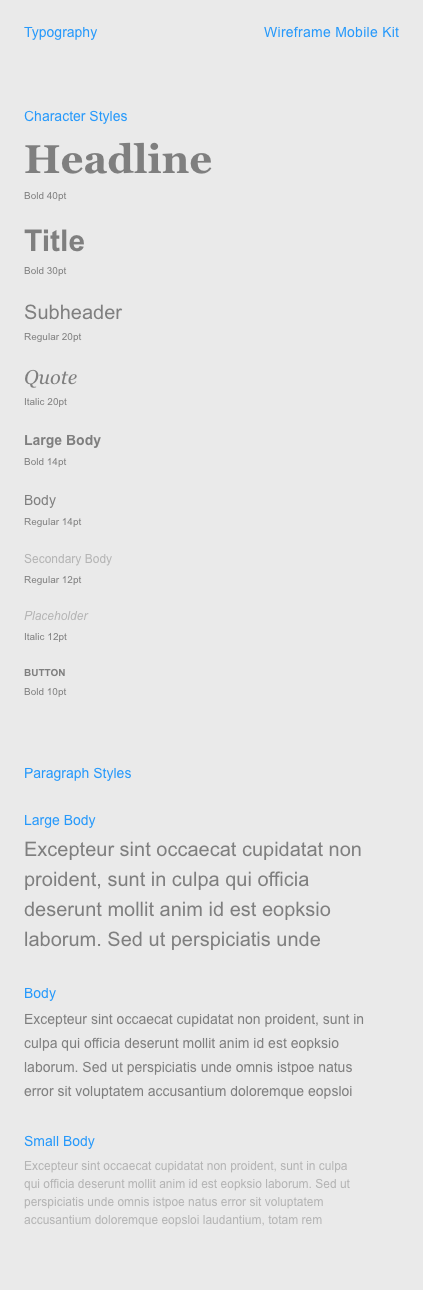 Typography
Wireframe Mobile Kit
Character Styles
Headline
Bold 40pt
Title
Bold 30pt
Subheader
Regular 20pt
Quote
Italic 20pt
Large Body
Bold 14pt
Body
Regular 14pt
Secondary Body
Regular 12pt
Placeholder
Italic 12pt
BUTTON
Bold 10pt
Paragraph Styles
Large Body
Excepteur sint occaecat cupidatat non
proident, sunt in culpa qui officia
deserunt mollit anim id est eopksio
laborum. Sed ut perspiciatis unde
Body
Excepteur sint occaecat cupidatat non proident, sunt in
culpa qui officia deserunt mollit anim id est eopksio
laborum. Sed ut perspiciatis unde omnis istpoe natus
error sit voluptatem accusantium doloremque eopsloi
Small Body
Excepteur sint occaecat cupidatat non proident, sunt in culpa
qui officia deserunt mollit anim id est eopksio laborum. Sed ut
perspiciatis unde omnis istpoe natus error sit voluptatem
accusantium doloremque eopsloi laudantium, totam rem